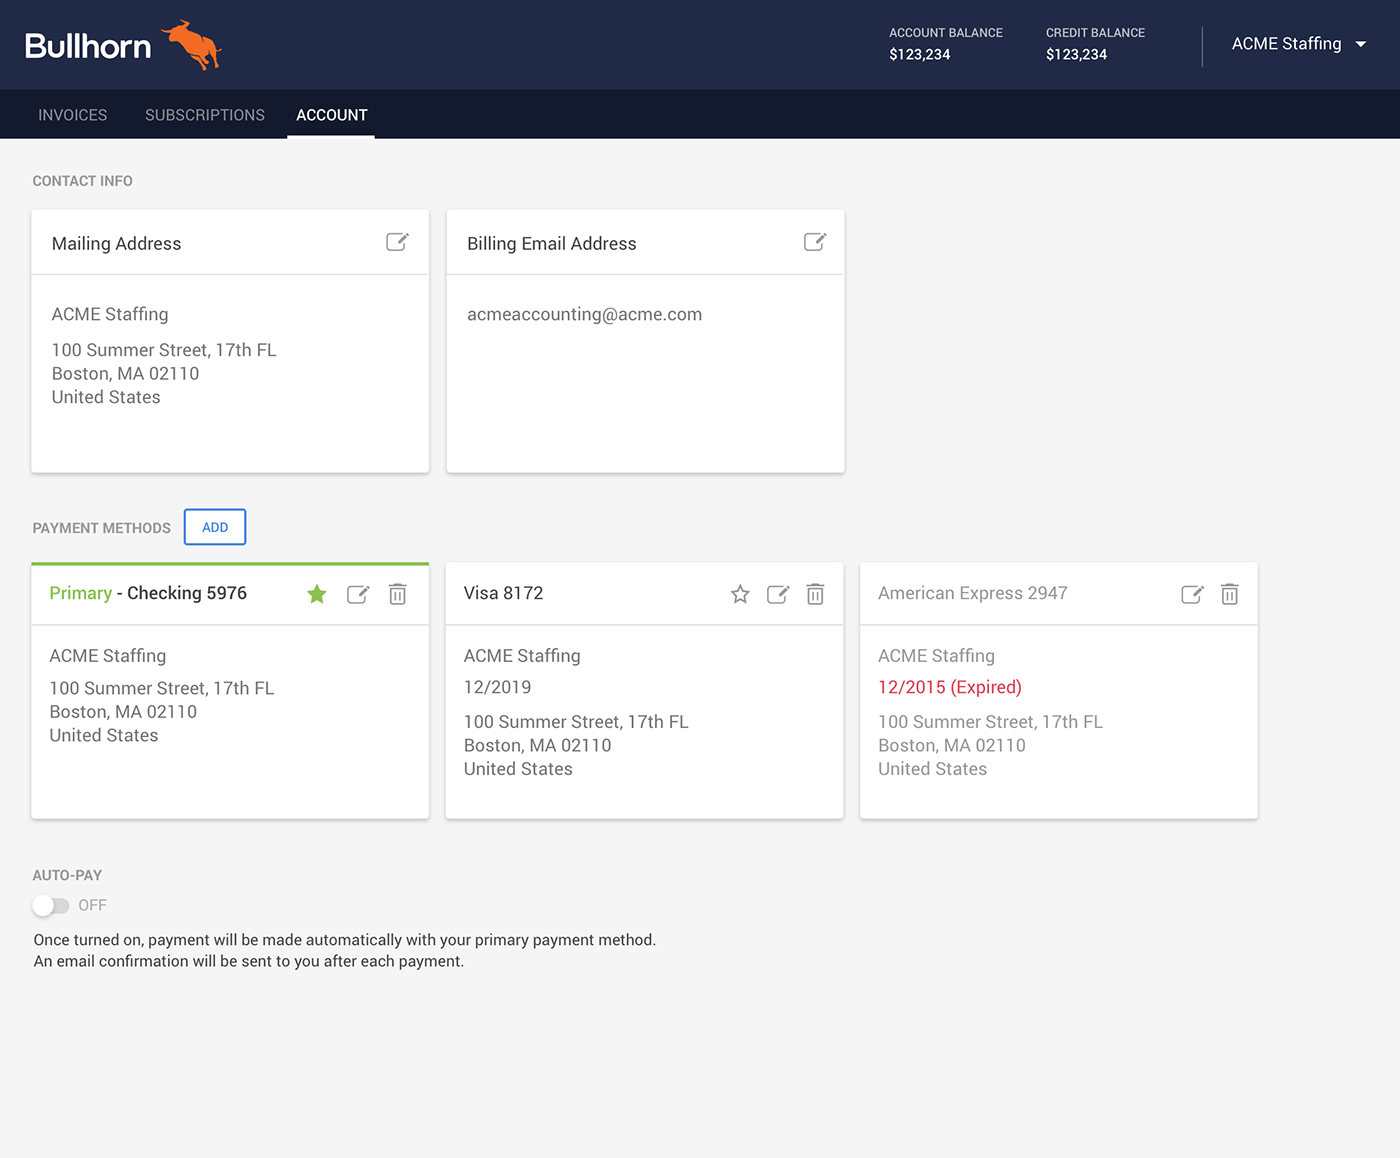 Bullhorn
ACCOUNT BALANCE
$123,234
CREDIT BALANCE
$123,234
ACME Staffing
INVOICES
SUBSCRIPTIONS
ACCOUNT
CONTACT INFO
Mailing Address
ACME Staffing
100 Summer Street, 17th FL
Boston, MA 02110
United States
Billing Email Address
acmeaccounting@acme.com
PAYMENT METHODS
ADD
Primary - Checking 5976
ACME Staffing
100 Summer Street, 17th FL
Boston, MA 02110
United States
Visa 8172
ACME Staffing
12/2019
100 Summer Street, 17th FL
Boston, MA 02110
United States
American Express 2947
ACME Staffing
12/2015 (Expired)
100 Summer Street, 17th FL
Boston, MA 02110
United States
AUTO-PAY
OFF
Once turned on, payment will be made automatically with your primary payment method.
An email confirmation will be sent to you after each payment.